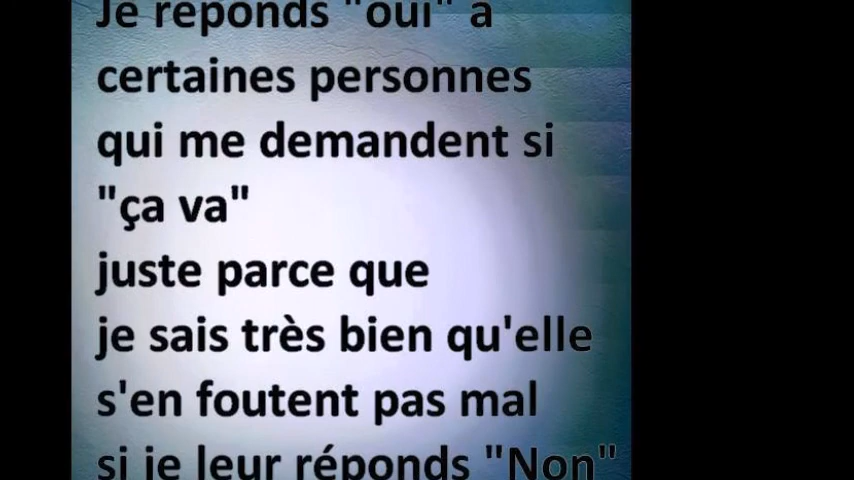 Je réponds "oui" à
certaines personnes
qui me demandent si
"ça va"
juste parce que
je sais très bien qu'elle
s'en foutent pas mal
si je leur réponds "Non"